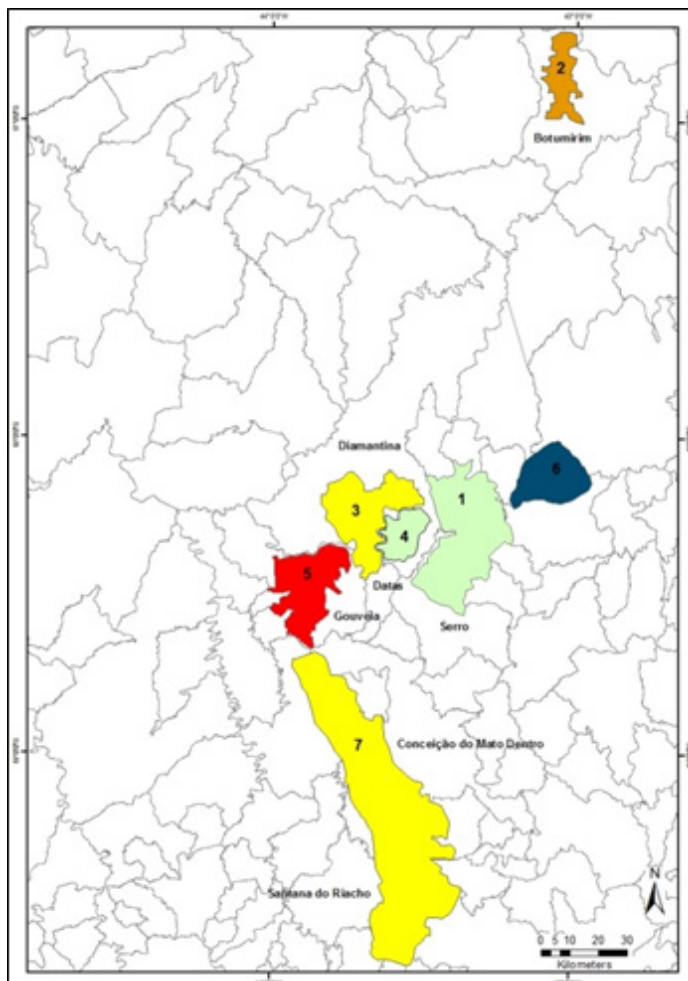 2
Botumirim
Diamantina
6
1
3
4
5
Datas
Gouveia
Serro
7
Conceição do Mato Dentro
Santana do Riacho
N
0 5 10 20 30
Kilometers